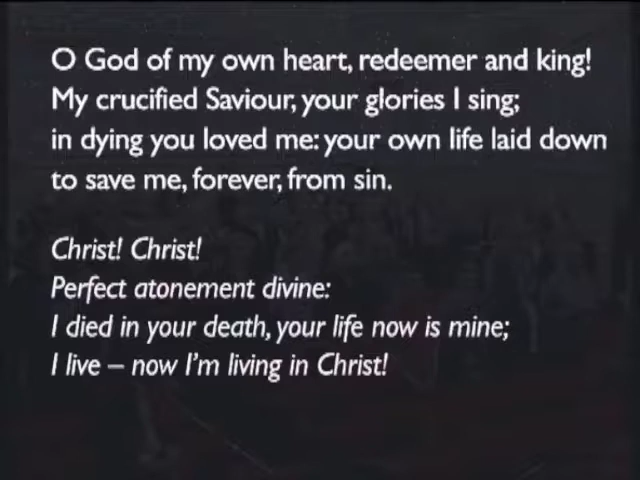 O God of my own heart, redeemer and king!
My crucified Saviour, your glories I sing;
in dying you loved me: your own life laid down
to save me, forever, from sin.
Christ! Christ!
Perfect atonement divine:
I died in your death, your life now is mine;
I live – now I'm living in Christ!